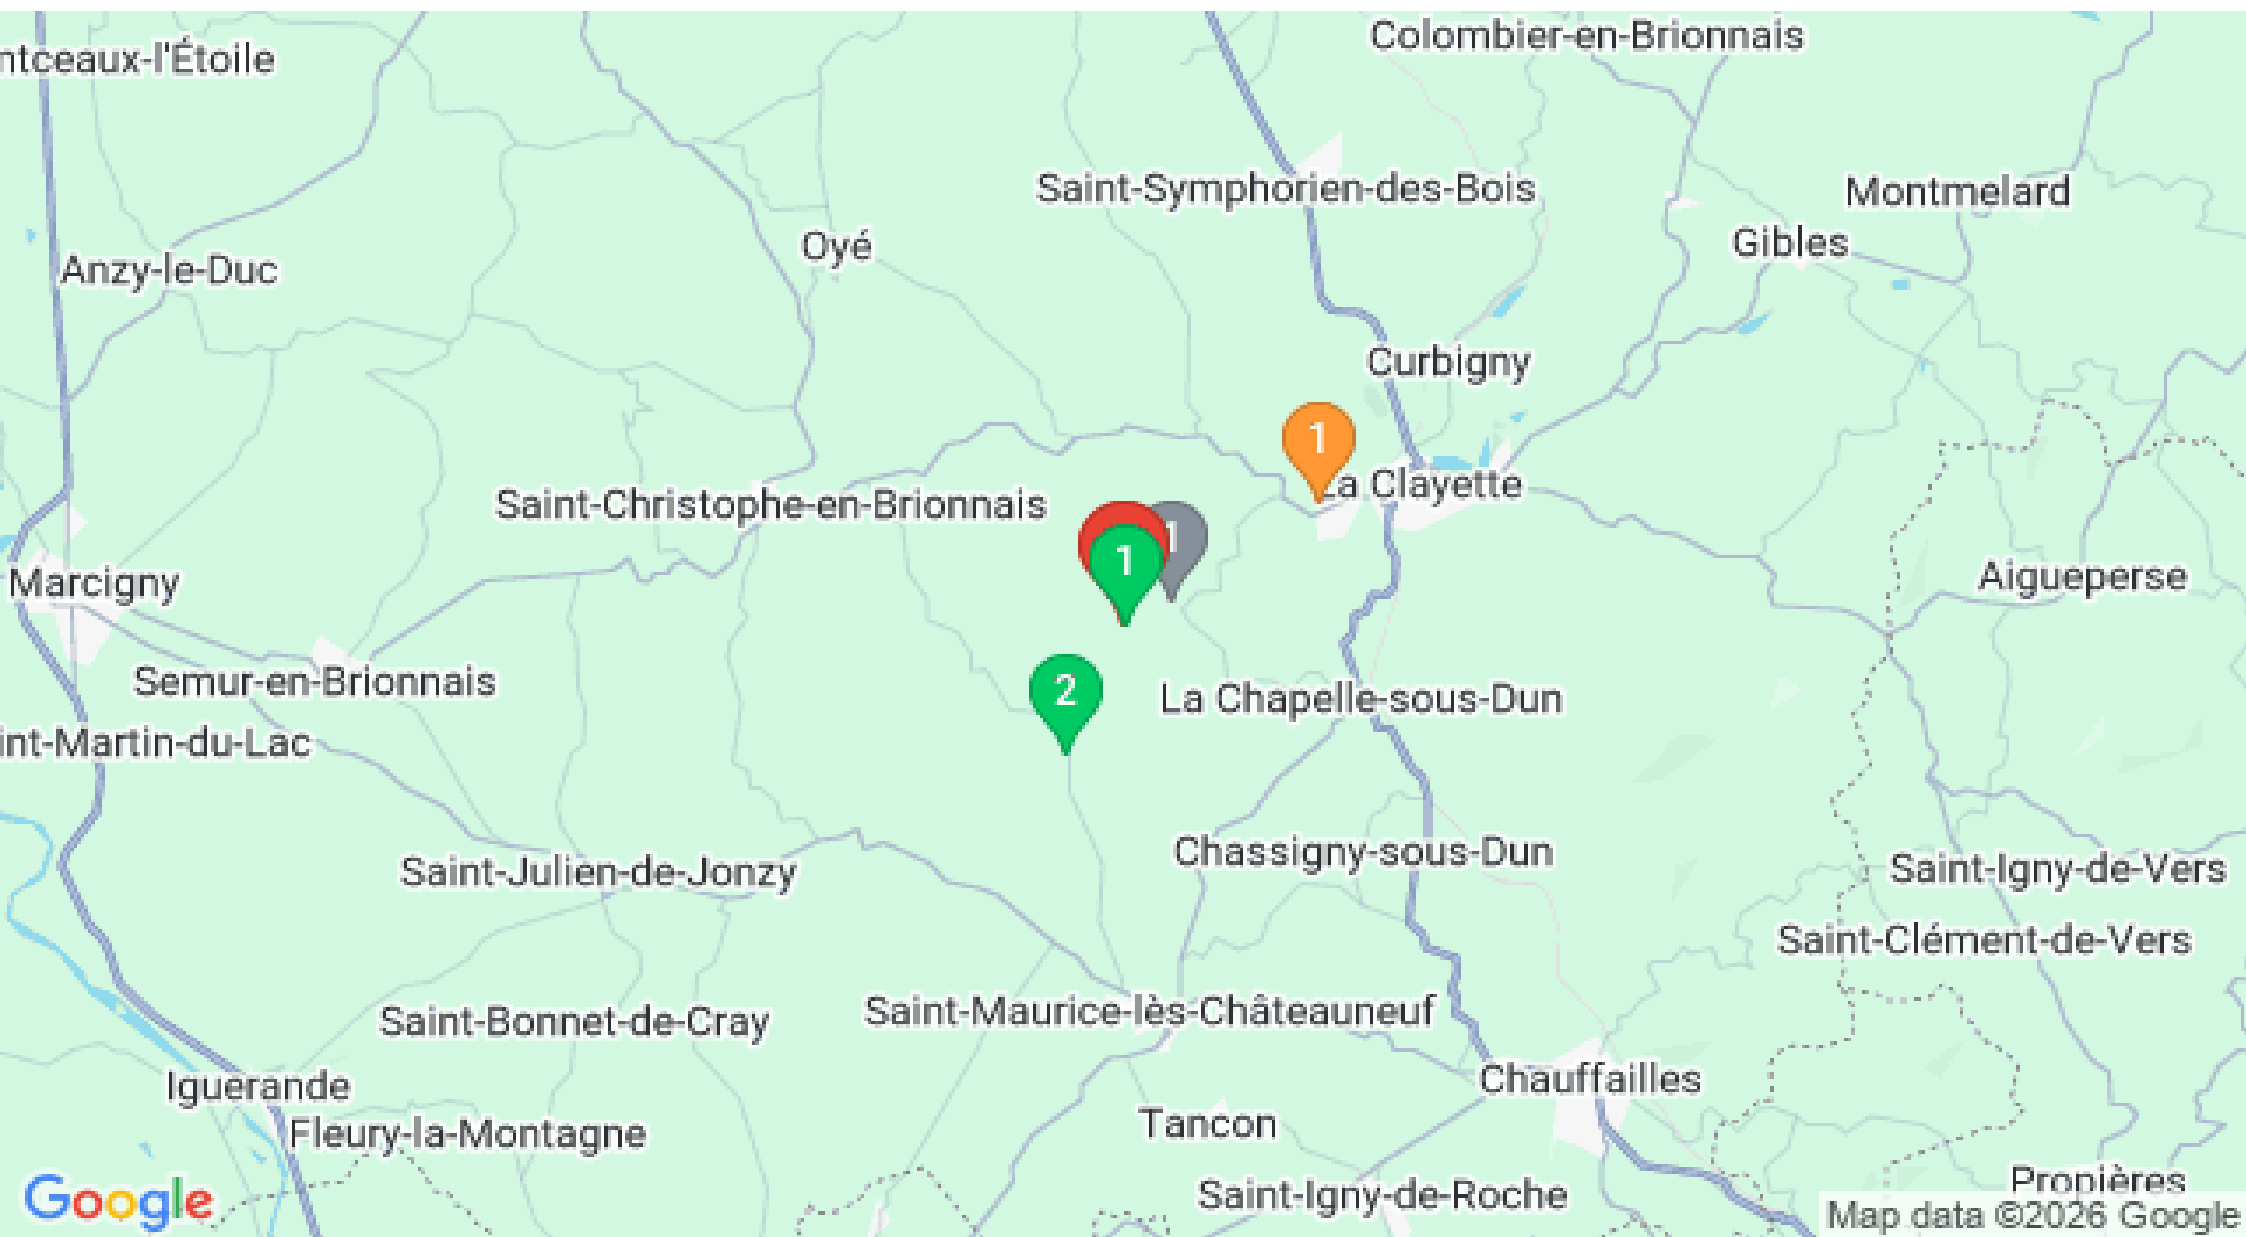 Colombier-en-Brionnais
ntceaux-l'Étoile
Saint-Symphorien-des-Bois
Montmelard
Oyé
Gibles
Anzy-le-Duc
Curbigny
1
La Clayette
Saint-Christophe-en-Brionnais
1
1
Marcigny
Aigueperse
Semur-en-Brionnais
2
La Chapelle-sous-Dun
int-Martin-du-Lac
Chassigny-sous-Dun
Saint-Julien-de-Jonzy
Saint-Igny-de-Vers
Saint-Clément-de-Vers
Saint-Bonnet-de-Cray
Saint-Maurice-lès-Châteauneuf
Iguerande
Chauffailles
Fleury-la-Montagne
Tancon
Propières
Saint-Igny-de-Roche
Google
Map data ©2026 Google